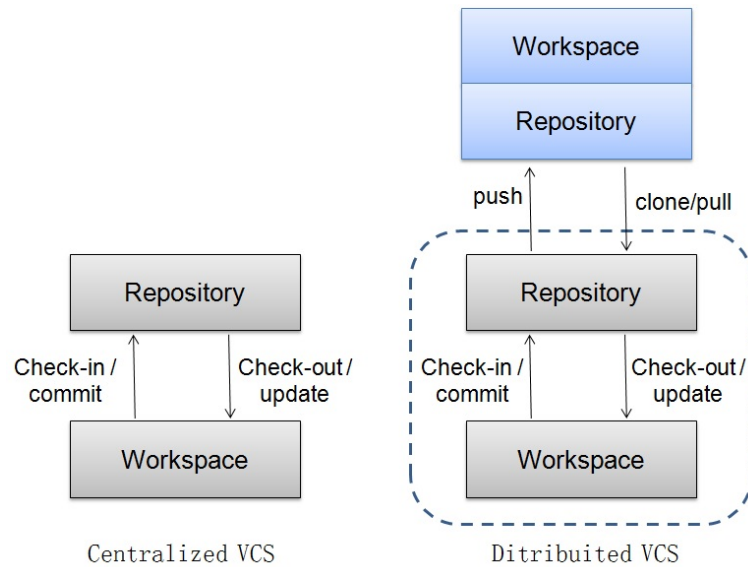 Workspace
Repository
push
clone/pull
Repository
Check-in /
commit
Check-out /
update
Workspace
Centralized VCS
Repository
Check-in /
commit
Check-out /
update
Workspace
Ditribuited VCS